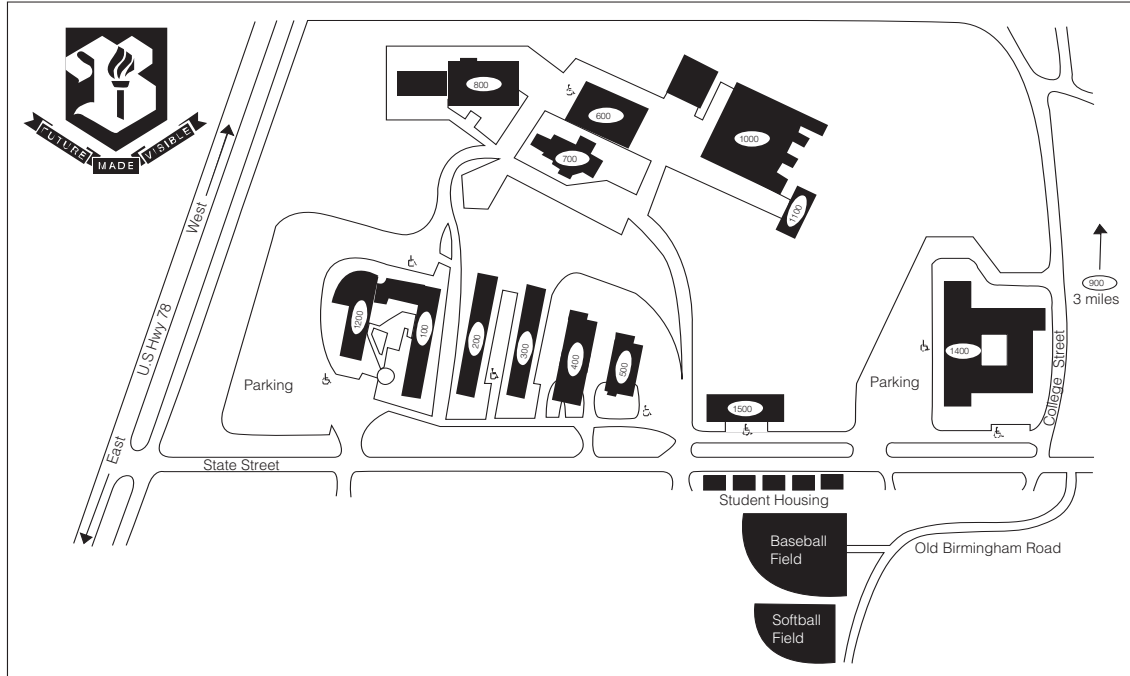 FUTURE
MADE
VISIBLE
800
600
700
1000
1100
West
U.S Hwy 78
East
900
3 miles
1200
100
200
300
400
500
1400
College Street
Parking
Parking
1500
State Street
Student Housing
Baseball
Field
Old Birmingham Road
Softball
Field